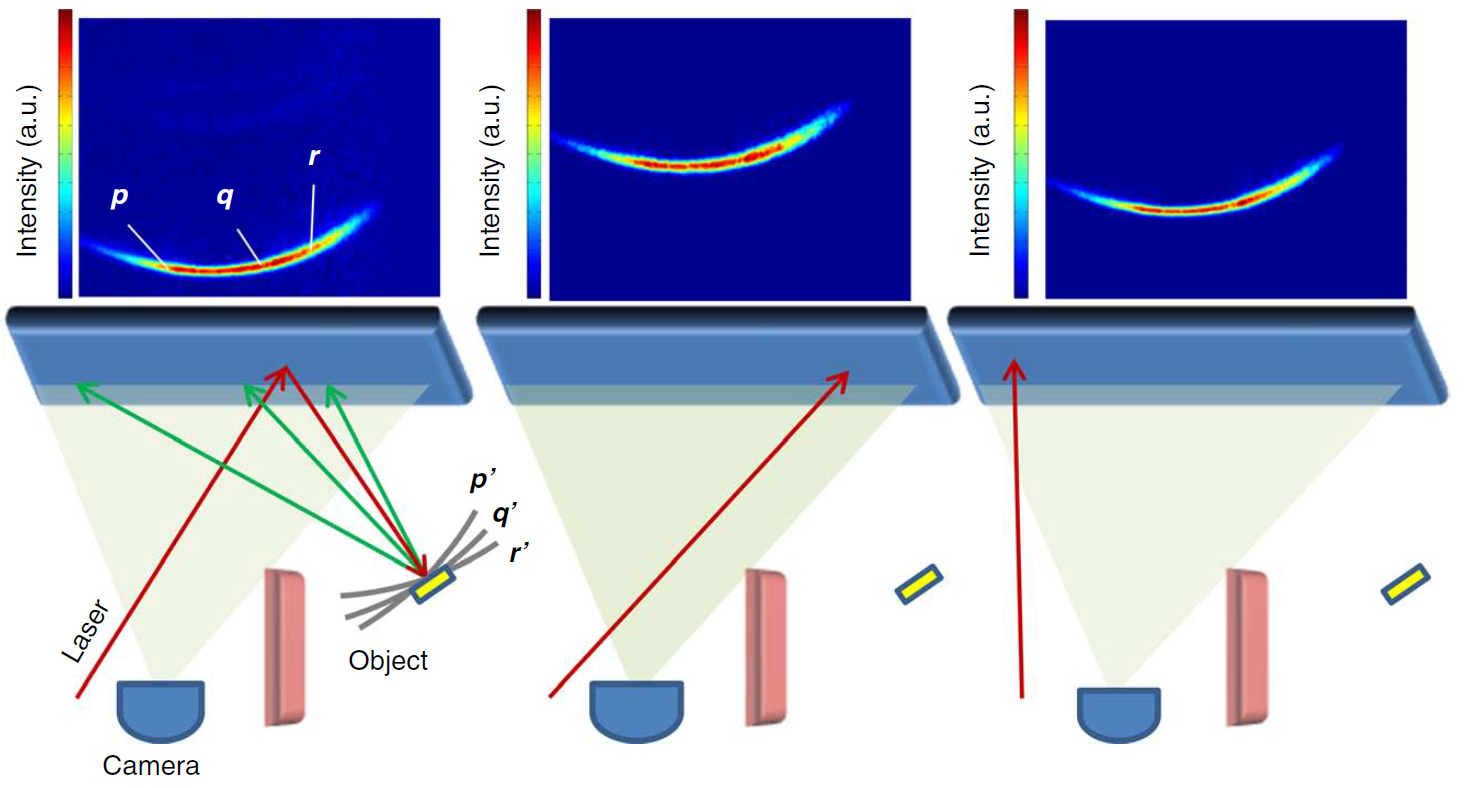 Intensity (a.u.)
p
q
r
Intensity (a.u.)
Intensity (a.u.)
p’
q’
r’
Laser
Object
Camera